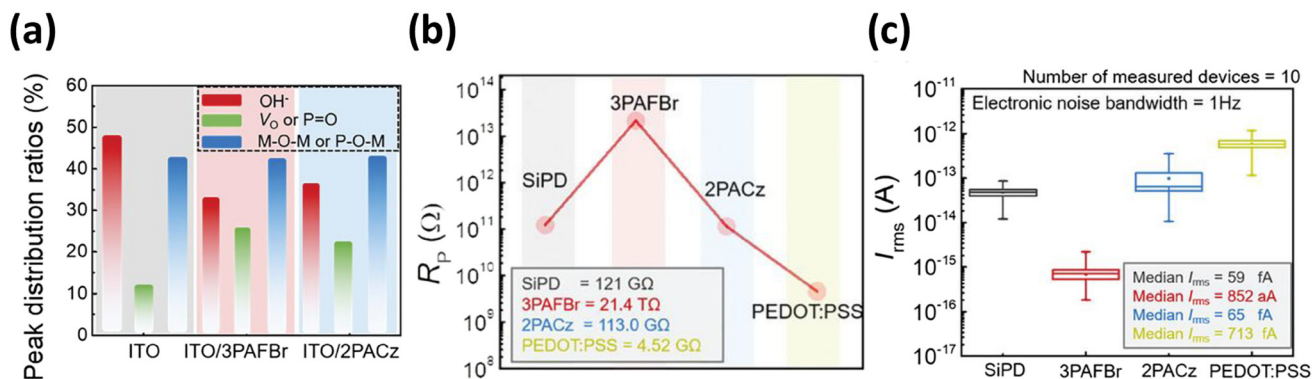 (a)
Peak distribution ratios (%)
60
50
40
30
20
10
0
OH⁻
V_O or P=O
M-O-M or P-O-M
ITO ITO/3PAFBr ITO/2PACz
(b)
R_P (Ω)
10¹⁴
10¹³
10¹²
10¹¹
10¹⁰
10⁹
10⁸
3PAFBr
SiPD
2PACz
PEDOT:PSS
SiPD = 121 GΩ
3PAFBr = 21.4 TΩ
2PACz = 113.0 GΩ
PEDOT:PSS = 4.52 GΩ
(c)
Number of measured devices = 10
Electronic noise bandwidth = 1Hz
I_rms (A)
10⁻¹¹
10⁻¹²
10⁻¹³
10⁻¹⁴
10⁻¹⁵
10⁻¹⁶
10⁻¹⁷
Median I_rms = 59 fA
Median I_rms = 852 aA
Median I_rms = 65 fA
Median I_rms = 713 fA
SiPD 3PAFBr 2PACz PEDOT:PSS